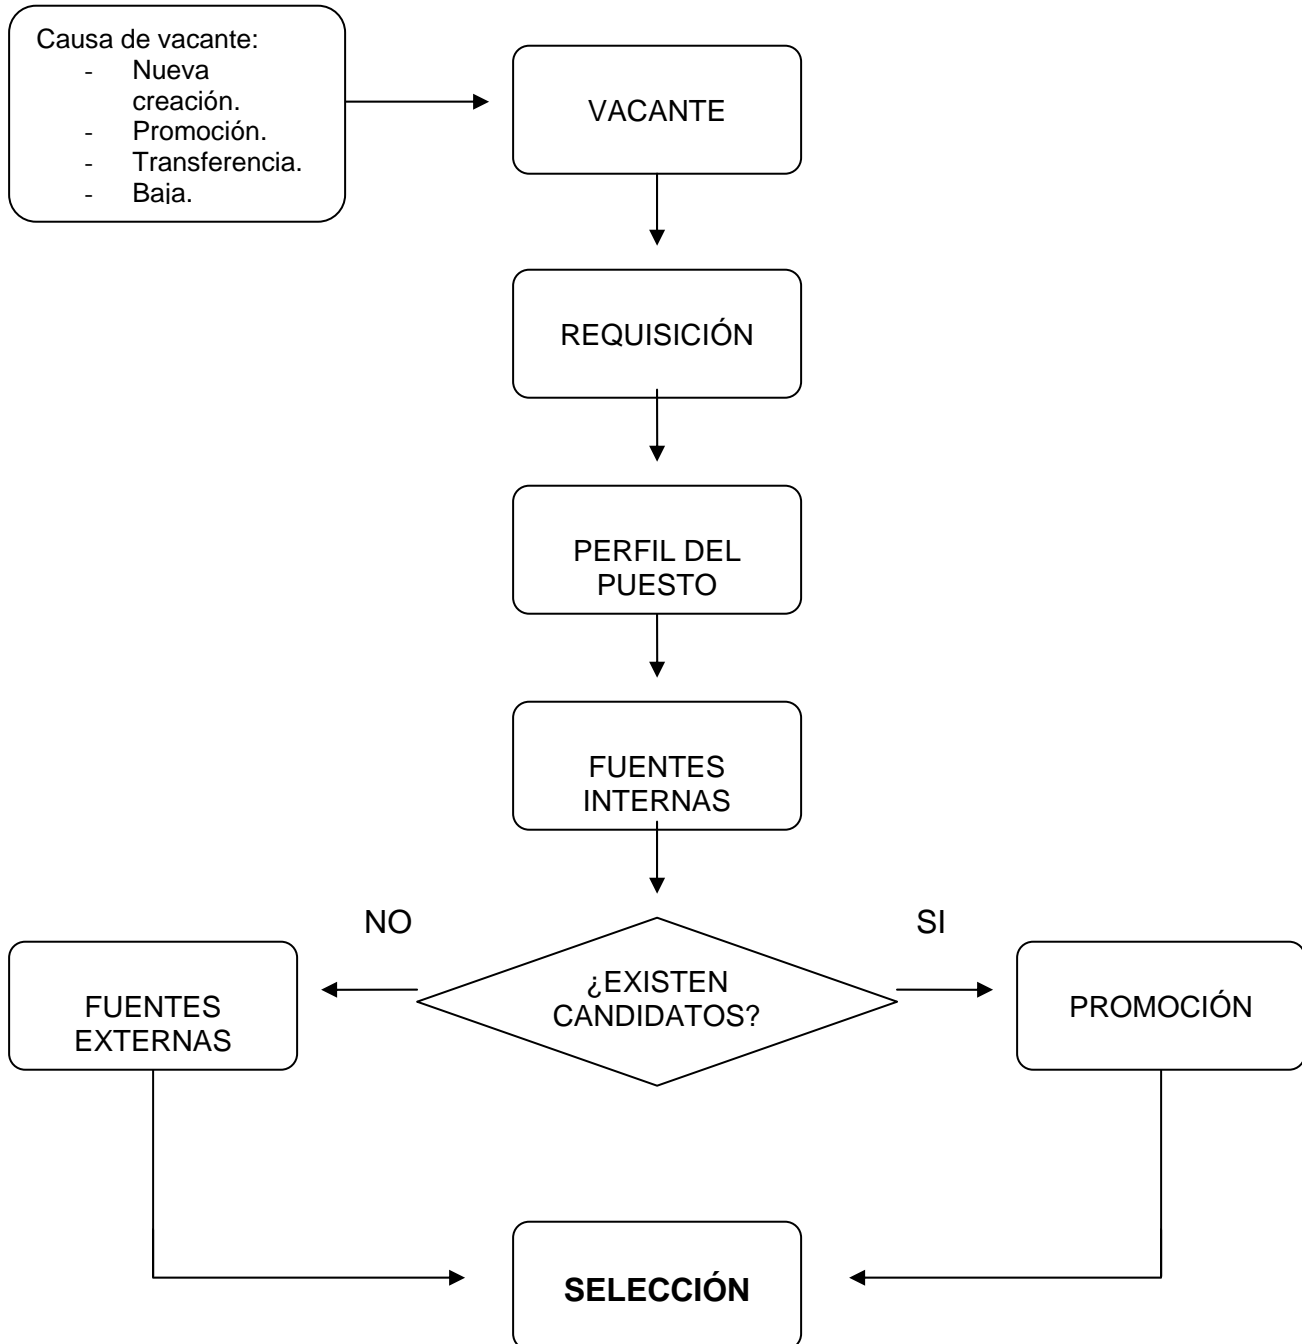 Causa de vacante:
- Nueva
creación.
- Promoción.
- Transferencia.
- Baja.
VACANTE
REQUISICIÓN
PERFIL DEL
PUESTO
FUENTES
INTERNAS
NO
SI
¿EXISTEN
CANDIDATOS?
FUENTES
EXTERNAS
PROMOCIÓN
SELECCIÓN